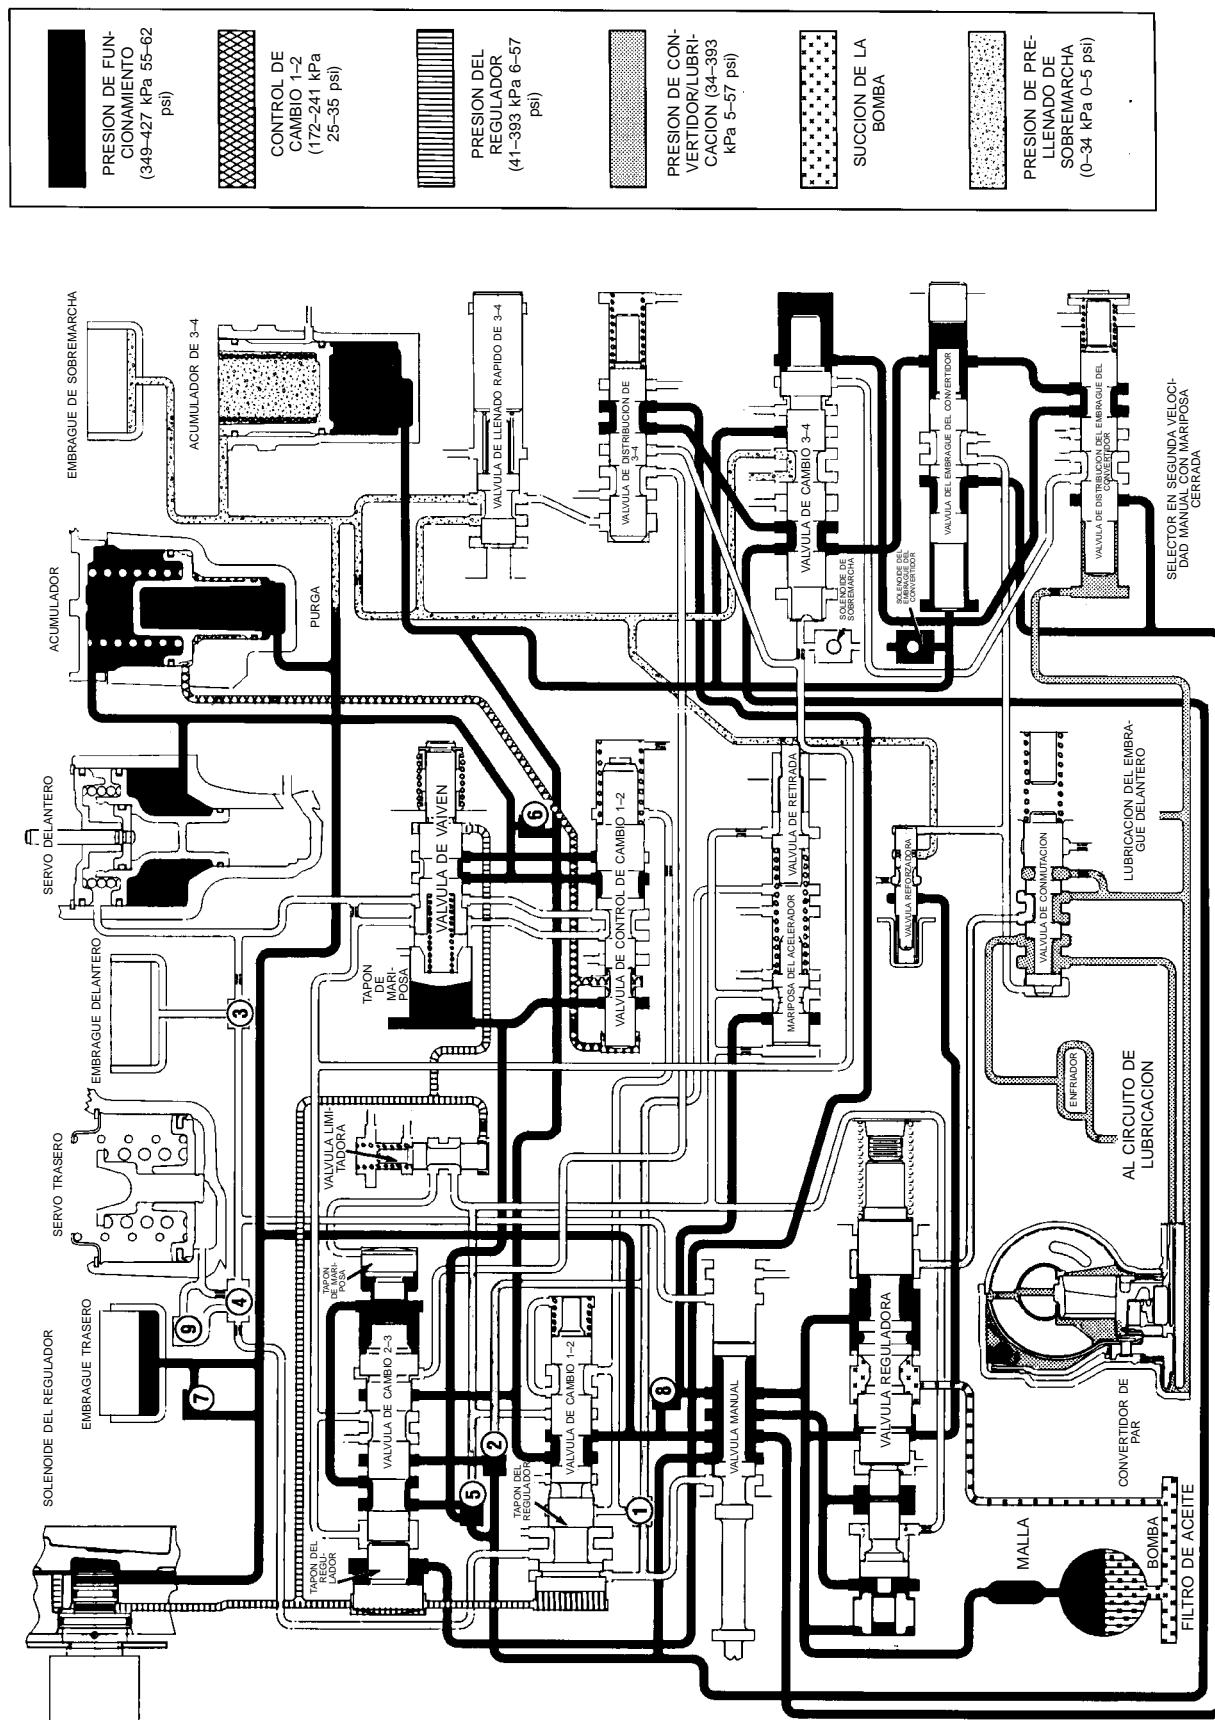 PRESION DE FUN-
CIONAMIENTO
(349–427 kPa 55–62
psi)
CONTROL DE
CAMBIO 1–2
(172–241 kPa
25–35 psi)
PRESION DEL
REGULADOR
(41–393 kPa 6–57
psi)
PRESION DE CON-
VERTIDOR/LUBRI-
CACION (34–393
kPa 5–57 psi)
SUCCION DE LA
BOMBA
PRESION DE PRE-
LLENADO DE
SOBREMARCHA
(0–34 kPa 0–5 psi)
SOLENOIDE DEL REGULADOR
EMBRAGUE TRASERO
SERVO TRASERO
EMBRAGUE DELANTERO
SERVO DELANTERO
ACUMULADOR
EMBRAGUE DE SOBREMARCHA
ACUMULADOR DE 3–4
PURGA
7
9
4
3
TAPON DEL
REGU-
LADOR
VALVULA DE CAMBIO 2–3
TAPON
DE MARI-
POSA
VALVULA LIMI-
TADORA
TAPON
DE
MARI-
POSA
VALVULA DE VAIVEN
VALVULA DE LLENADO RAPIDO DE 3–4
5
2
6
TAPON DEL
REGULADOR
VALVULA DE CAMBIO 1–2
VALVULA DE CONTROL DE CAMBIO 1–2
VALVULA DE DISTRIBUCION DE
3–4
1
8
VALVULA MANUAL
MARIPOSA DEL ACELERADOR
VALVULA DE RETIRADA
SOLENOIDE DE
SOBREMARCHA
VALVULA DE CAMBIO 3–4
VALVULA REGULADORA
VALVULA REFORZADORA
SOLENOIDE DEL
EMBRAGUE DEL
CONVERTIDOR
VALVULA DEL EMBRAGUE DEL CONVERTIDOR
VALVULA DE CONMUTACION
VALVULA DE DISTRIBUCION DEL EMBRAGUE DEL
CONVERTIDOR
MALLA
BOMBA
FILTRO DE ACEITE
CONVERTIDOR DE
PAR
ENFRIADOR
AL CIRCUITO DE
LUBRICACION
LUBRICACION DEL EMBRA-
GUE DELANTERO
SELECTOR EN SEGUNDA VELOCI-
DAD MANUAL CON MARIPOSA
CERRADA